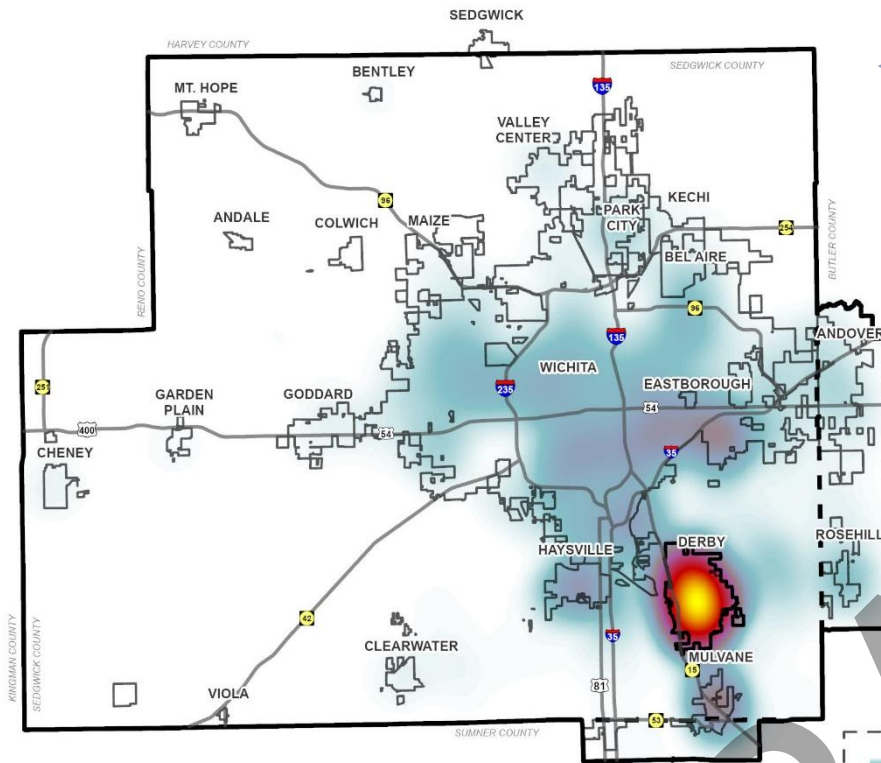 SEDGWICK
HARVEY COUNTY
SEDGWICK COUNTY
BENTLEY
MT. HOPE
135
VALLEY
CENTER
96
KECHI
PARK
CITY
ANDALE
COLWICH
MAIZE
254
BEL AIRE
BUTLER COUNTY
RENO COUNTY
96
135
ANDOVER
WICHITA
251
235
EASTBOROUGH
GARDEN
PLAIN
GODDARD
54
400
54
35
CHENEY
HAYSVILLE
DERBY
ROSEHILL
42
35
CLEARWATER
MULVANE
15
KINGMAN COUNTY
SEDGWICK COUNTY
VIOLA
81
53
SUMNER COUNTY